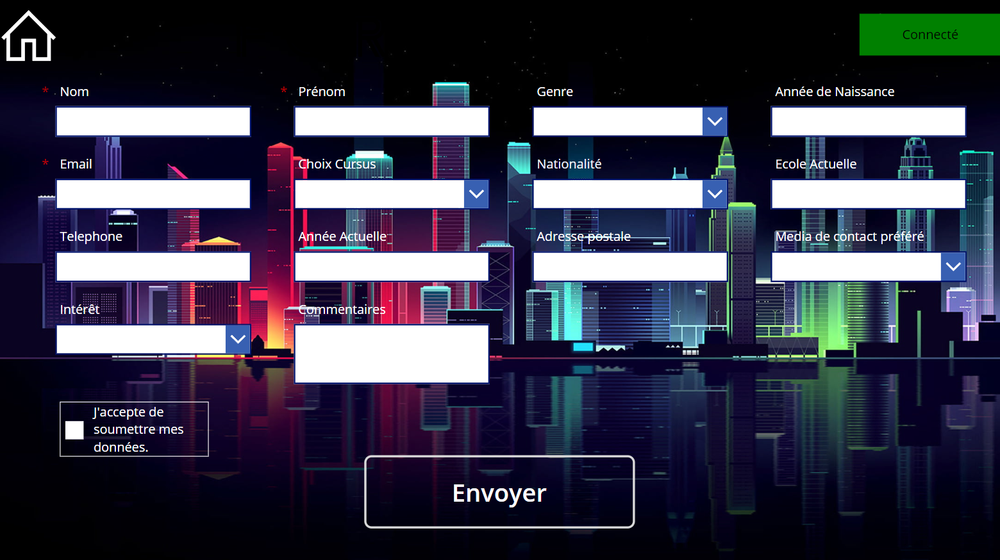 Connecté
* Nom
* Prénom
Genre
Année de Naissance
* Email
Choix Cursus
Nationalité
Ecole Actuelle
Telephone
Année Actuelle
Adresse postale
Media de contact préféré
Intérêt
Commentaires
J'accepte de
soumettre mes
données.
Envoyer